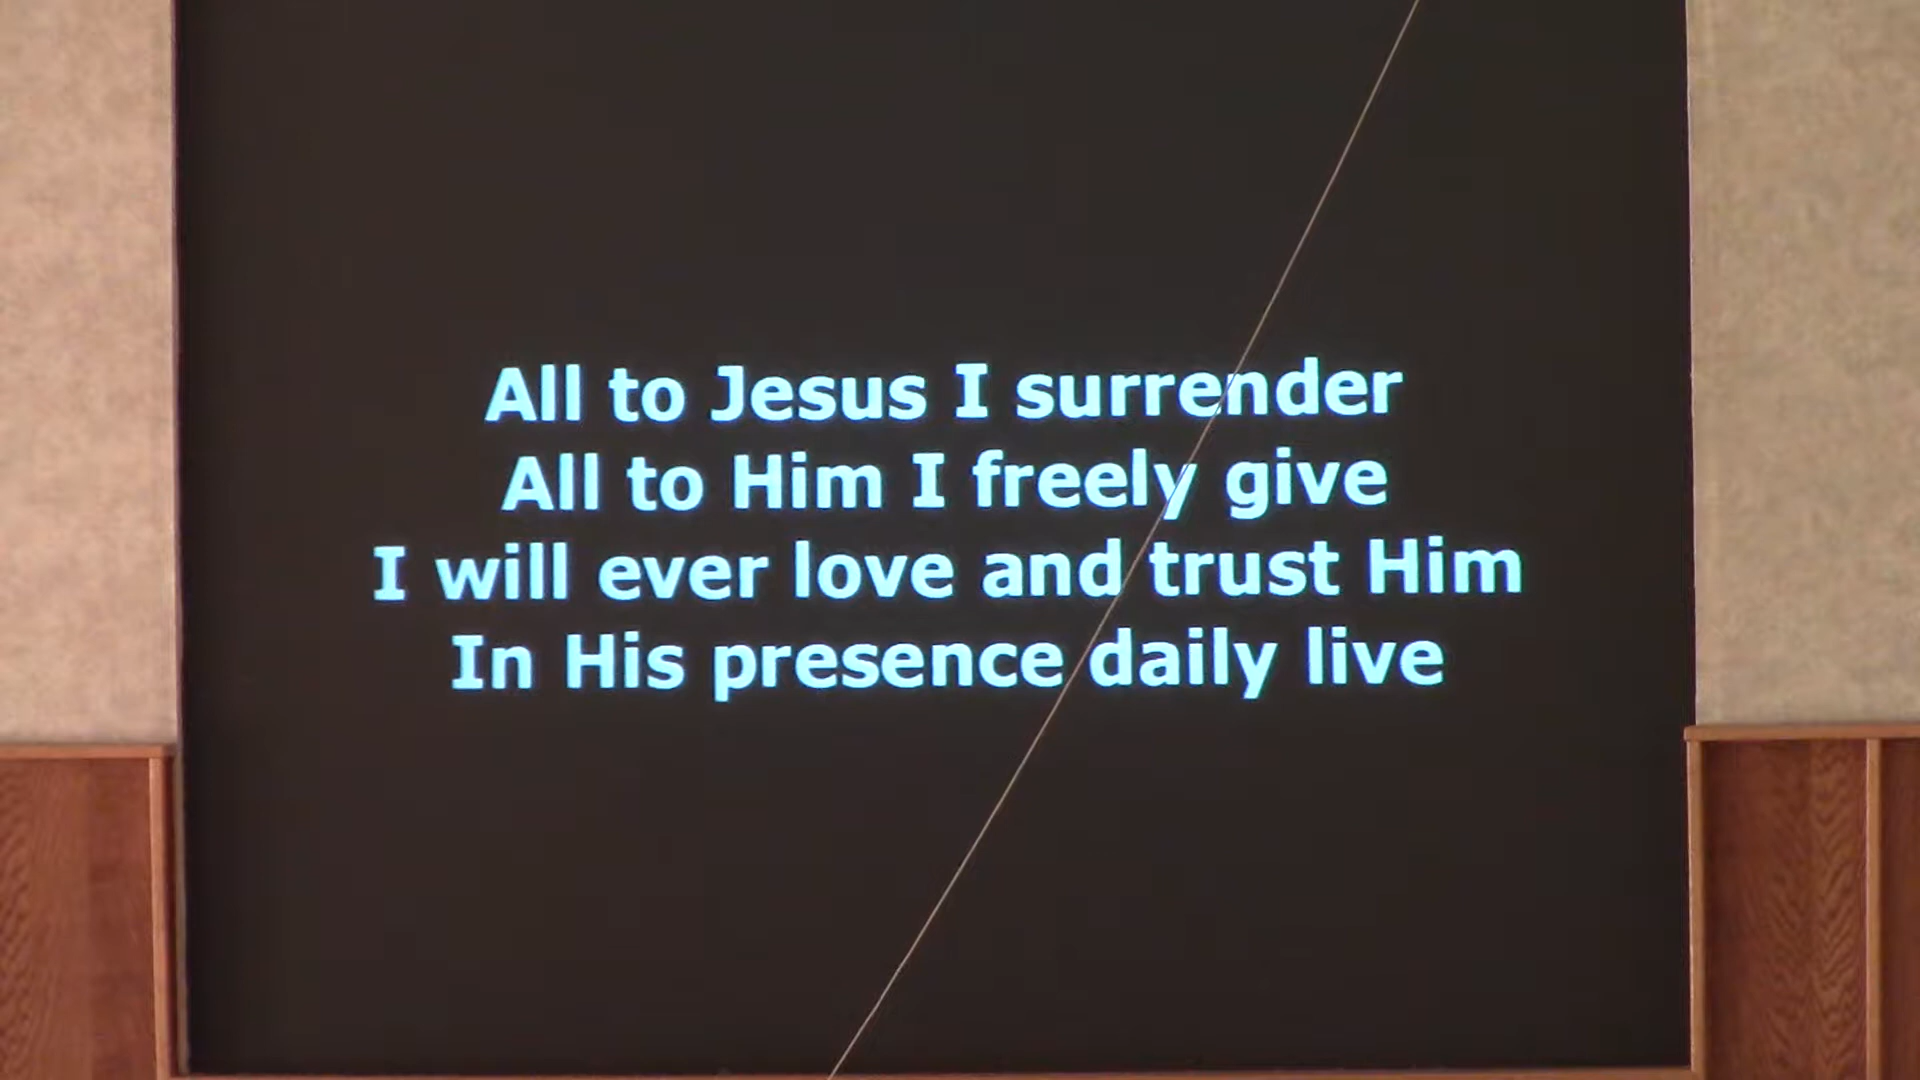 All to Jesus I surrender
All to Him I freely give
I will ever love and trust Him
In His presence daily live